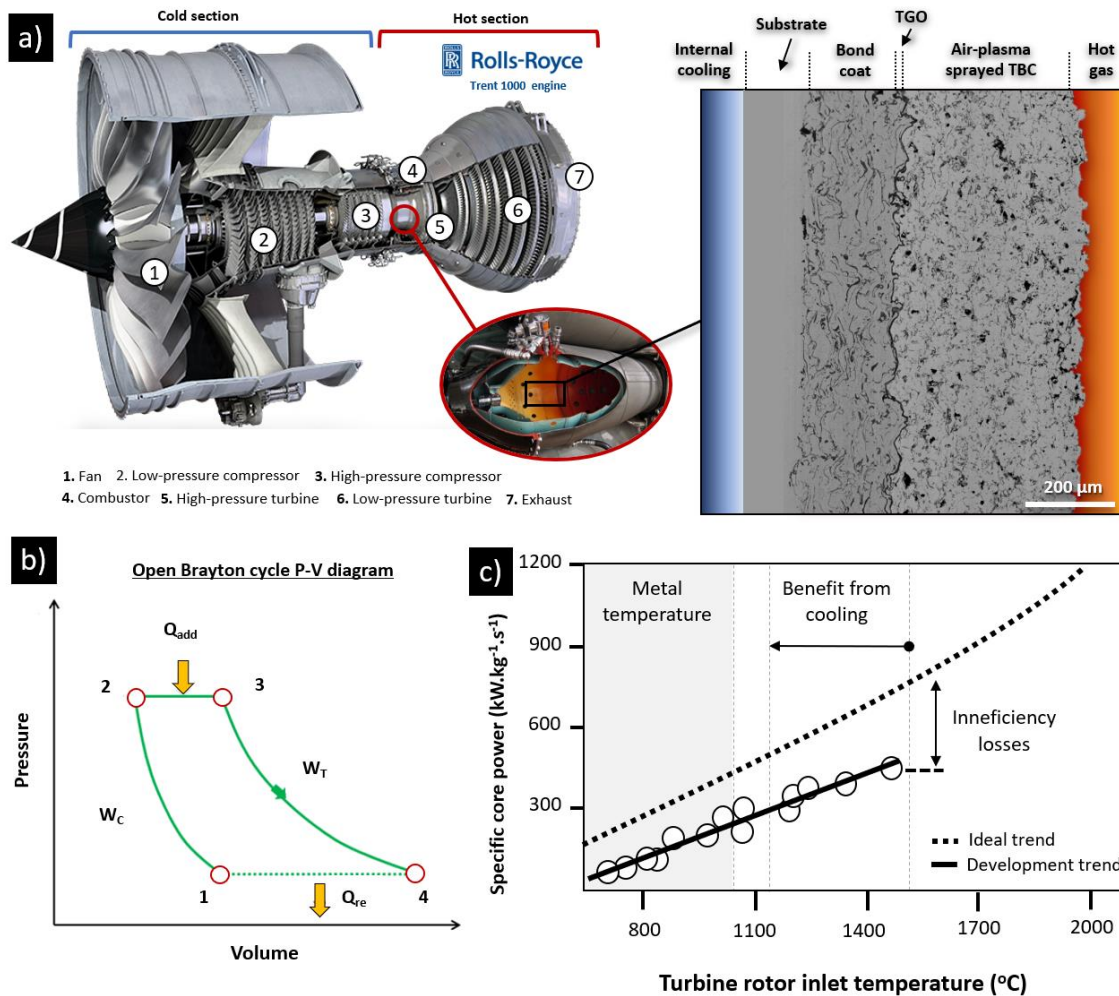 a)
Cold section
Hot section
Rolls-Royce
Trent 1000 engine
1
2
3
4
5
6
7
1. Fan 2. Low-pressure compressor 3. High-pressure compressor
4. Combustor 5. High-pressure turbine 6. Low-pressure turbine 7. Exhaust
Internal
cooling
Substrate
Bond
coat
TGO
Air-plasma
sprayed TBC
Hot
gas
200 µm
b)
Open Brayton cycle P-V diagram
Qadd
2
3
WT
WC
1
Qre
4
Pressure
Volume
c)
1200
900
600
300
Specific core power (kW.kg-1.s-1)
Metal
temperature
Benefit from
cooling
Inneficiency
losses
Ideal trend
Development trend
800
1100
1400
1700
2000
Turbine rotor inlet temperature (oC)